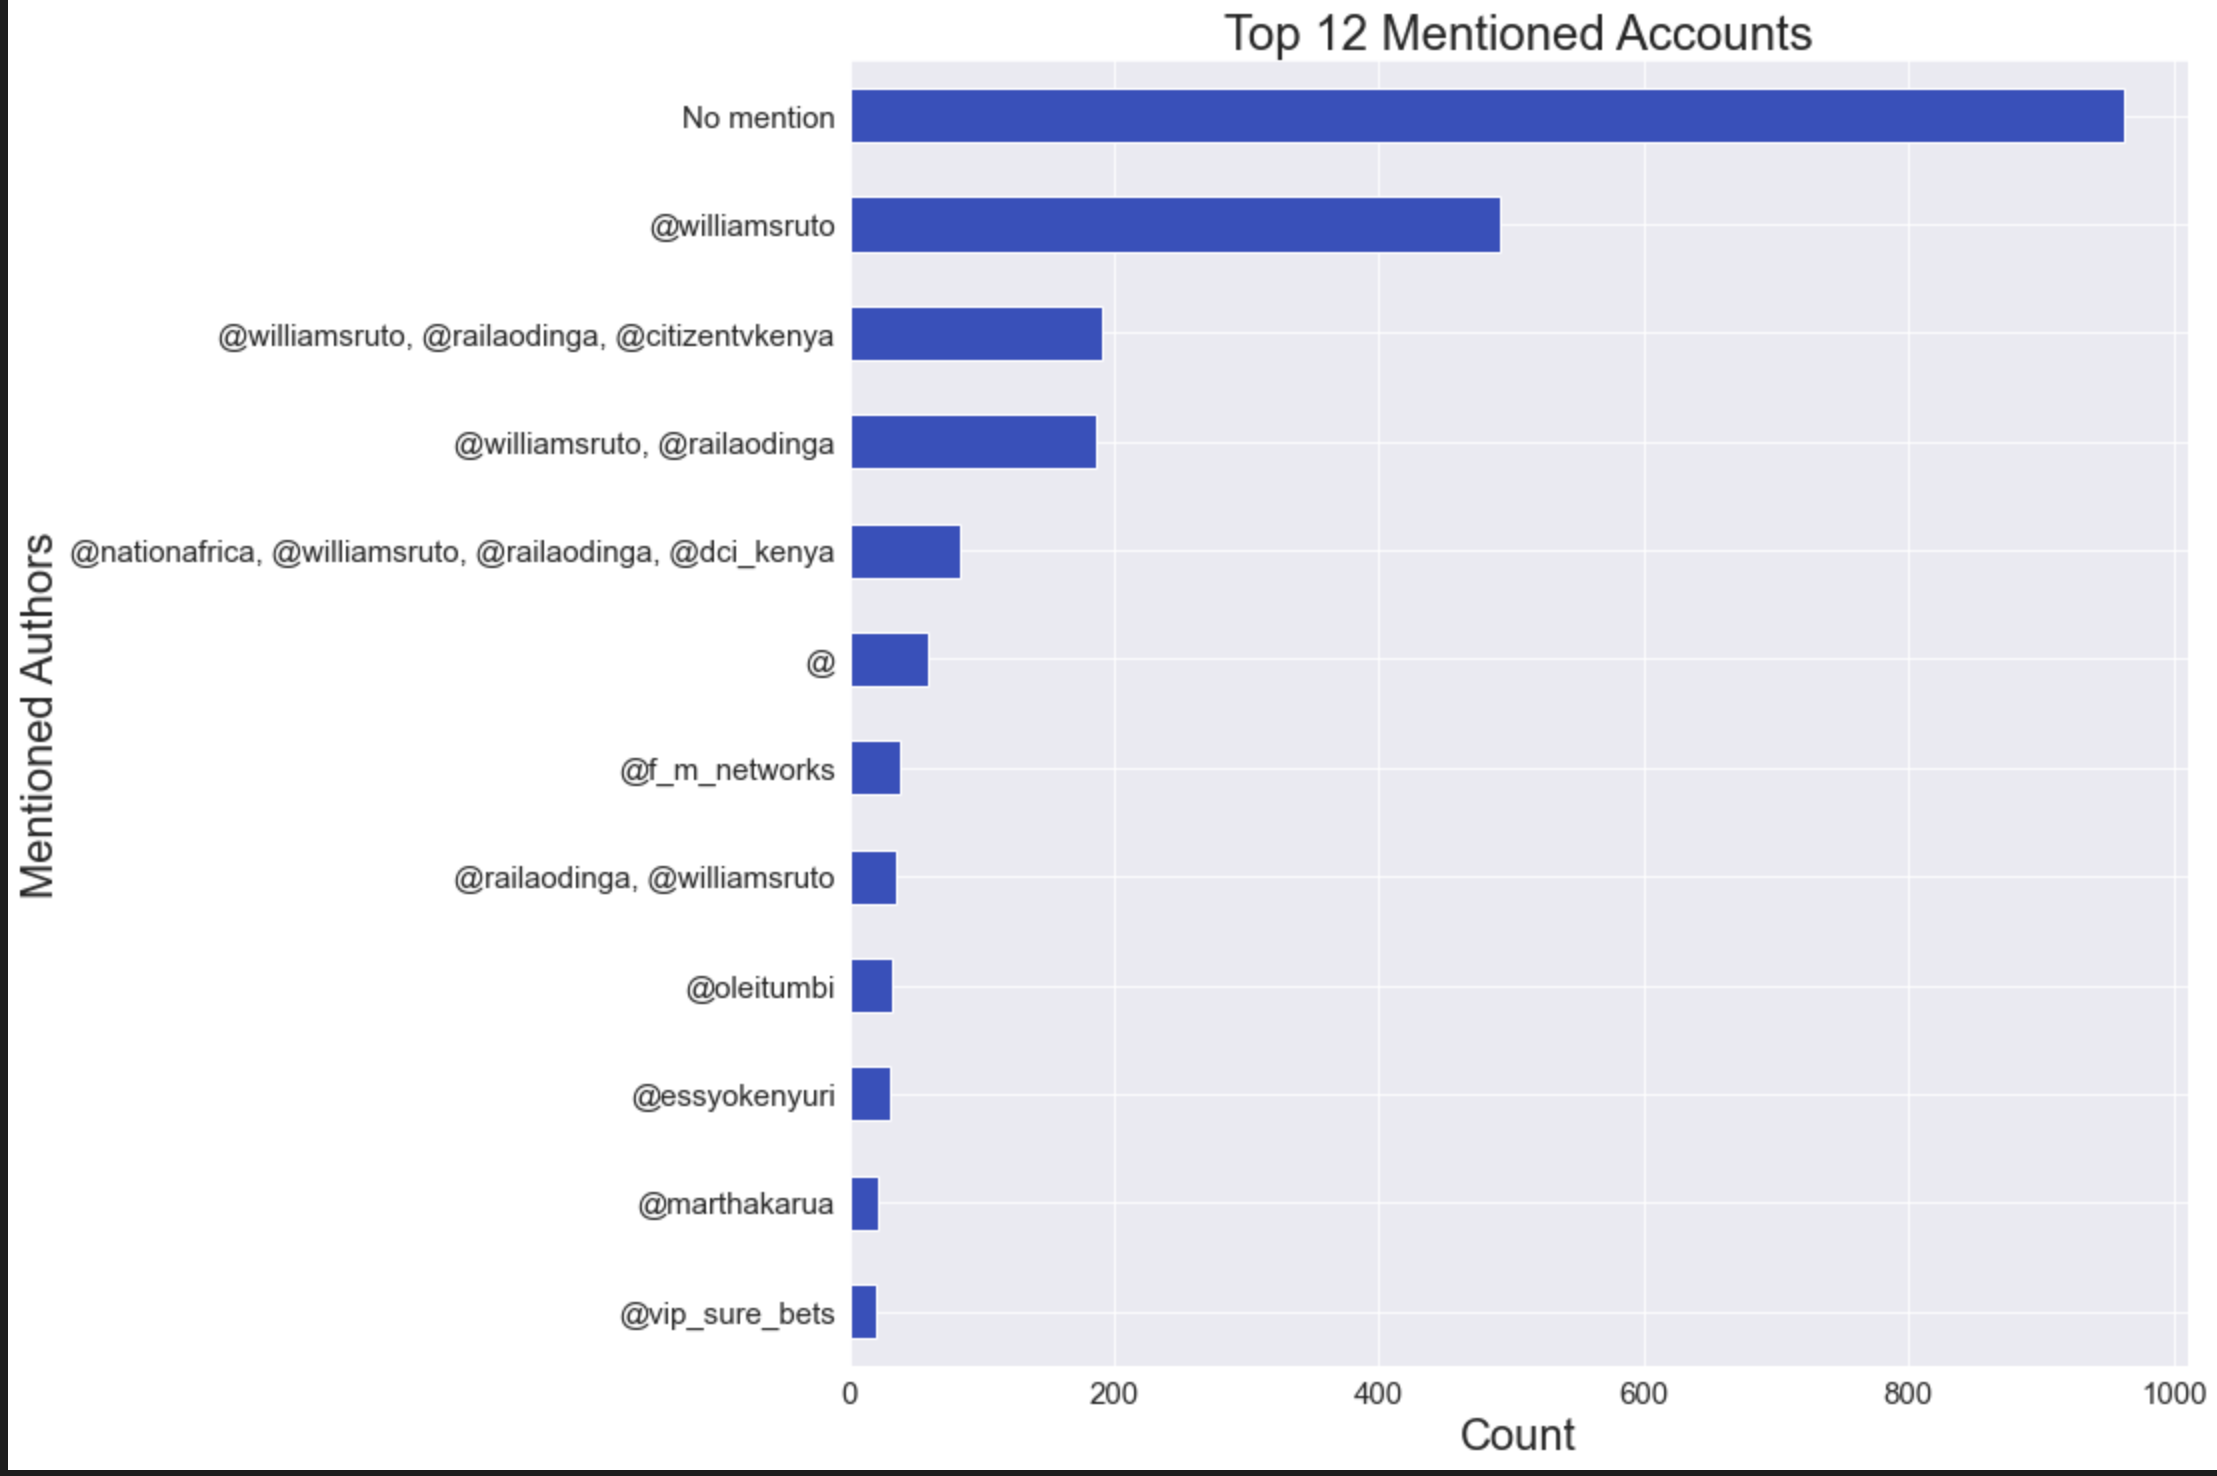 Top 12 Mentioned Accounts
Mentioned Authors
No mention
@williamsruto
@williamsruto, @railaodinga, @citizentvkenya
@williamsruto, @railaodinga
@nationafrica, @williamsruto, @railaodinga, @dci_kenya
@
@f_m_networks
@railaodinga, @williamsruto
@oleitumbi
@essyokenyuri
@marthakarua
@vip_sure_bets
0 200 400 600 800 1000
Count